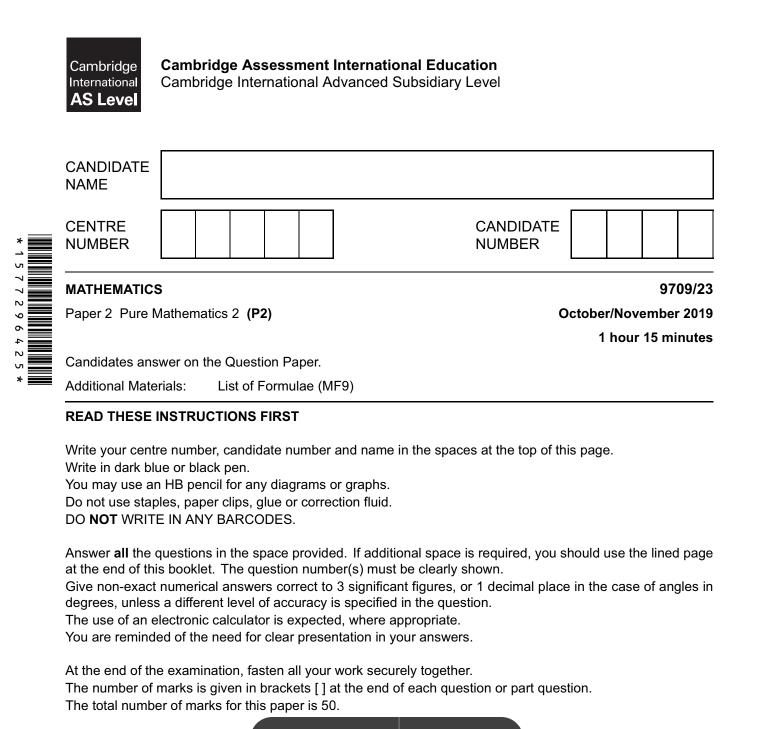 Cambridge
International
AS Level
Cambridge Assessment International Education
Cambridge International Advanced Subsidiary Level
CANDIDATE
NAME
CENTRE
NUMBER
CANDIDATE
NUMBER
*1577296425*
MATHEMATICS 9709/23
Paper 2 Pure Mathematics 2 (P2) October/November 2019
1 hour 15 minutes
Candidates answer on the Question Paper.
Additional Materials: List of Formulae (MF9)
READ THESE INSTRUCTIONS FIRST
Write your centre number, candidate number and name in the spaces at the top of this page.
Write in dark blue or black pen.
You may use an HB pencil for any diagrams or graphs.
Do not use staples, paper clips, glue or correction fluid.
DO NOT WRITE IN ANY BARCODES.
Answer all the questions in the space provided. If additional space is required, you should use the lined page
at the end of this booklet. The question number(s) must be clearly shown.
Give non-exact numerical answers correct to 3 significant figures, or 1 decimal place in the case of angles in
degrees, unless a different level of accuracy is specified in the question.
The use of an electronic calculator is expected, where appropriate.
You are reminded of the need for clear presentation in your answers.
At the end of the examination, fasten all your work securely together.
The number of marks is given in brackets [ ] at the end of each question or part question.
The total number of marks for this paper is 50.